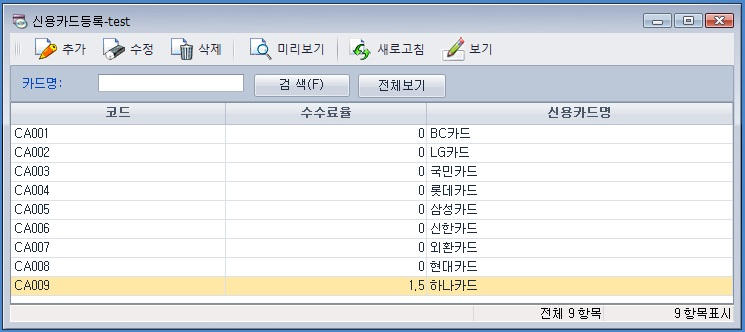 신용카드등록-test
추가 수정 삭제 미리보기 새로고침 보기
카드명: 검 색(F) 전체보기
코드 수수료율 신용카드명
CA001 0 BC카드
CA002 0 LG카드
CA003 0 국민카드
CA004 0 롯데카드
CA005 0 삼성카드
CA006 0 신한카드
CA007 0 외환카드
CA008 0 현대카드
CA009 1.5 하나카드
전체 9 항목 9 항목표시